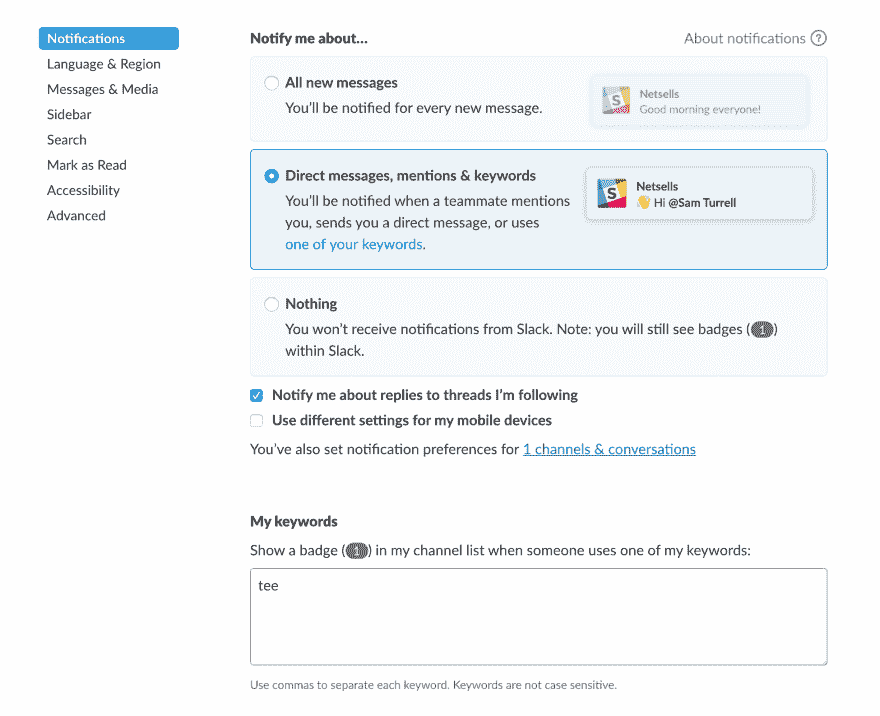 Notifications
Language & Region
Messages & Media
Sidebar
Search
Mark as Read
Accessibility
Advanced
Notify me about...
About notifications ?
All new messages
You'll be notified for every new message.
S
Netsells
Good morning everyone!
Direct messages, mentions & keywords
You'll be notified when a teammate mentions
you, sends you a direct message, or uses
one of your keywords.
S
Netsells
👋 Hi @Sam Turrell
Nothing
You won't receive notifications from Slack. Note: you will still see badges (1)
within Slack.
Notify me about replies to threads I'm following
Use different settings for my mobile devices
You've also set notification preferences for 1 channels & conversations
My keywords
Show a badge (1) in my channel list when someone uses one of my keywords:
tee
Use commas to separate each keyword. Keywords are not case sensitive.